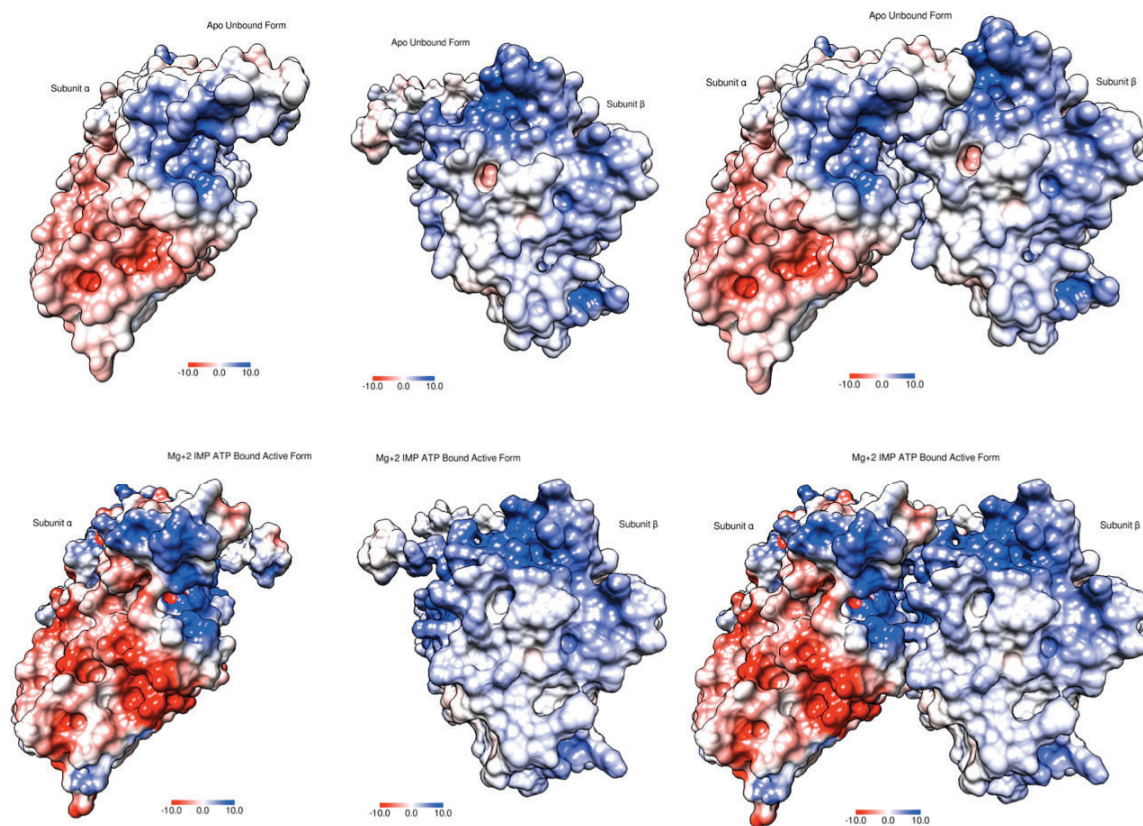 Apo Unbound Form
Subunit α
-10.0 0.0 10.0
Apo Unbound Form
Subunit β
-10.0 0.0 10.0
Apo Unbound Form
Subunit α
Subunit β
-10.0 0.0 10.0
Mg+2 IMP ATP Bound Active Form
Subunit α
-10.0 0.0 10.0
Mg+2 IMP ATP Bound Active Form
Subunit β
-10.0 0.0 10.0
Mg+2 IMP ATP Bound Active Form
Subunit α
Subunit β
-10.0 0.0 10.0